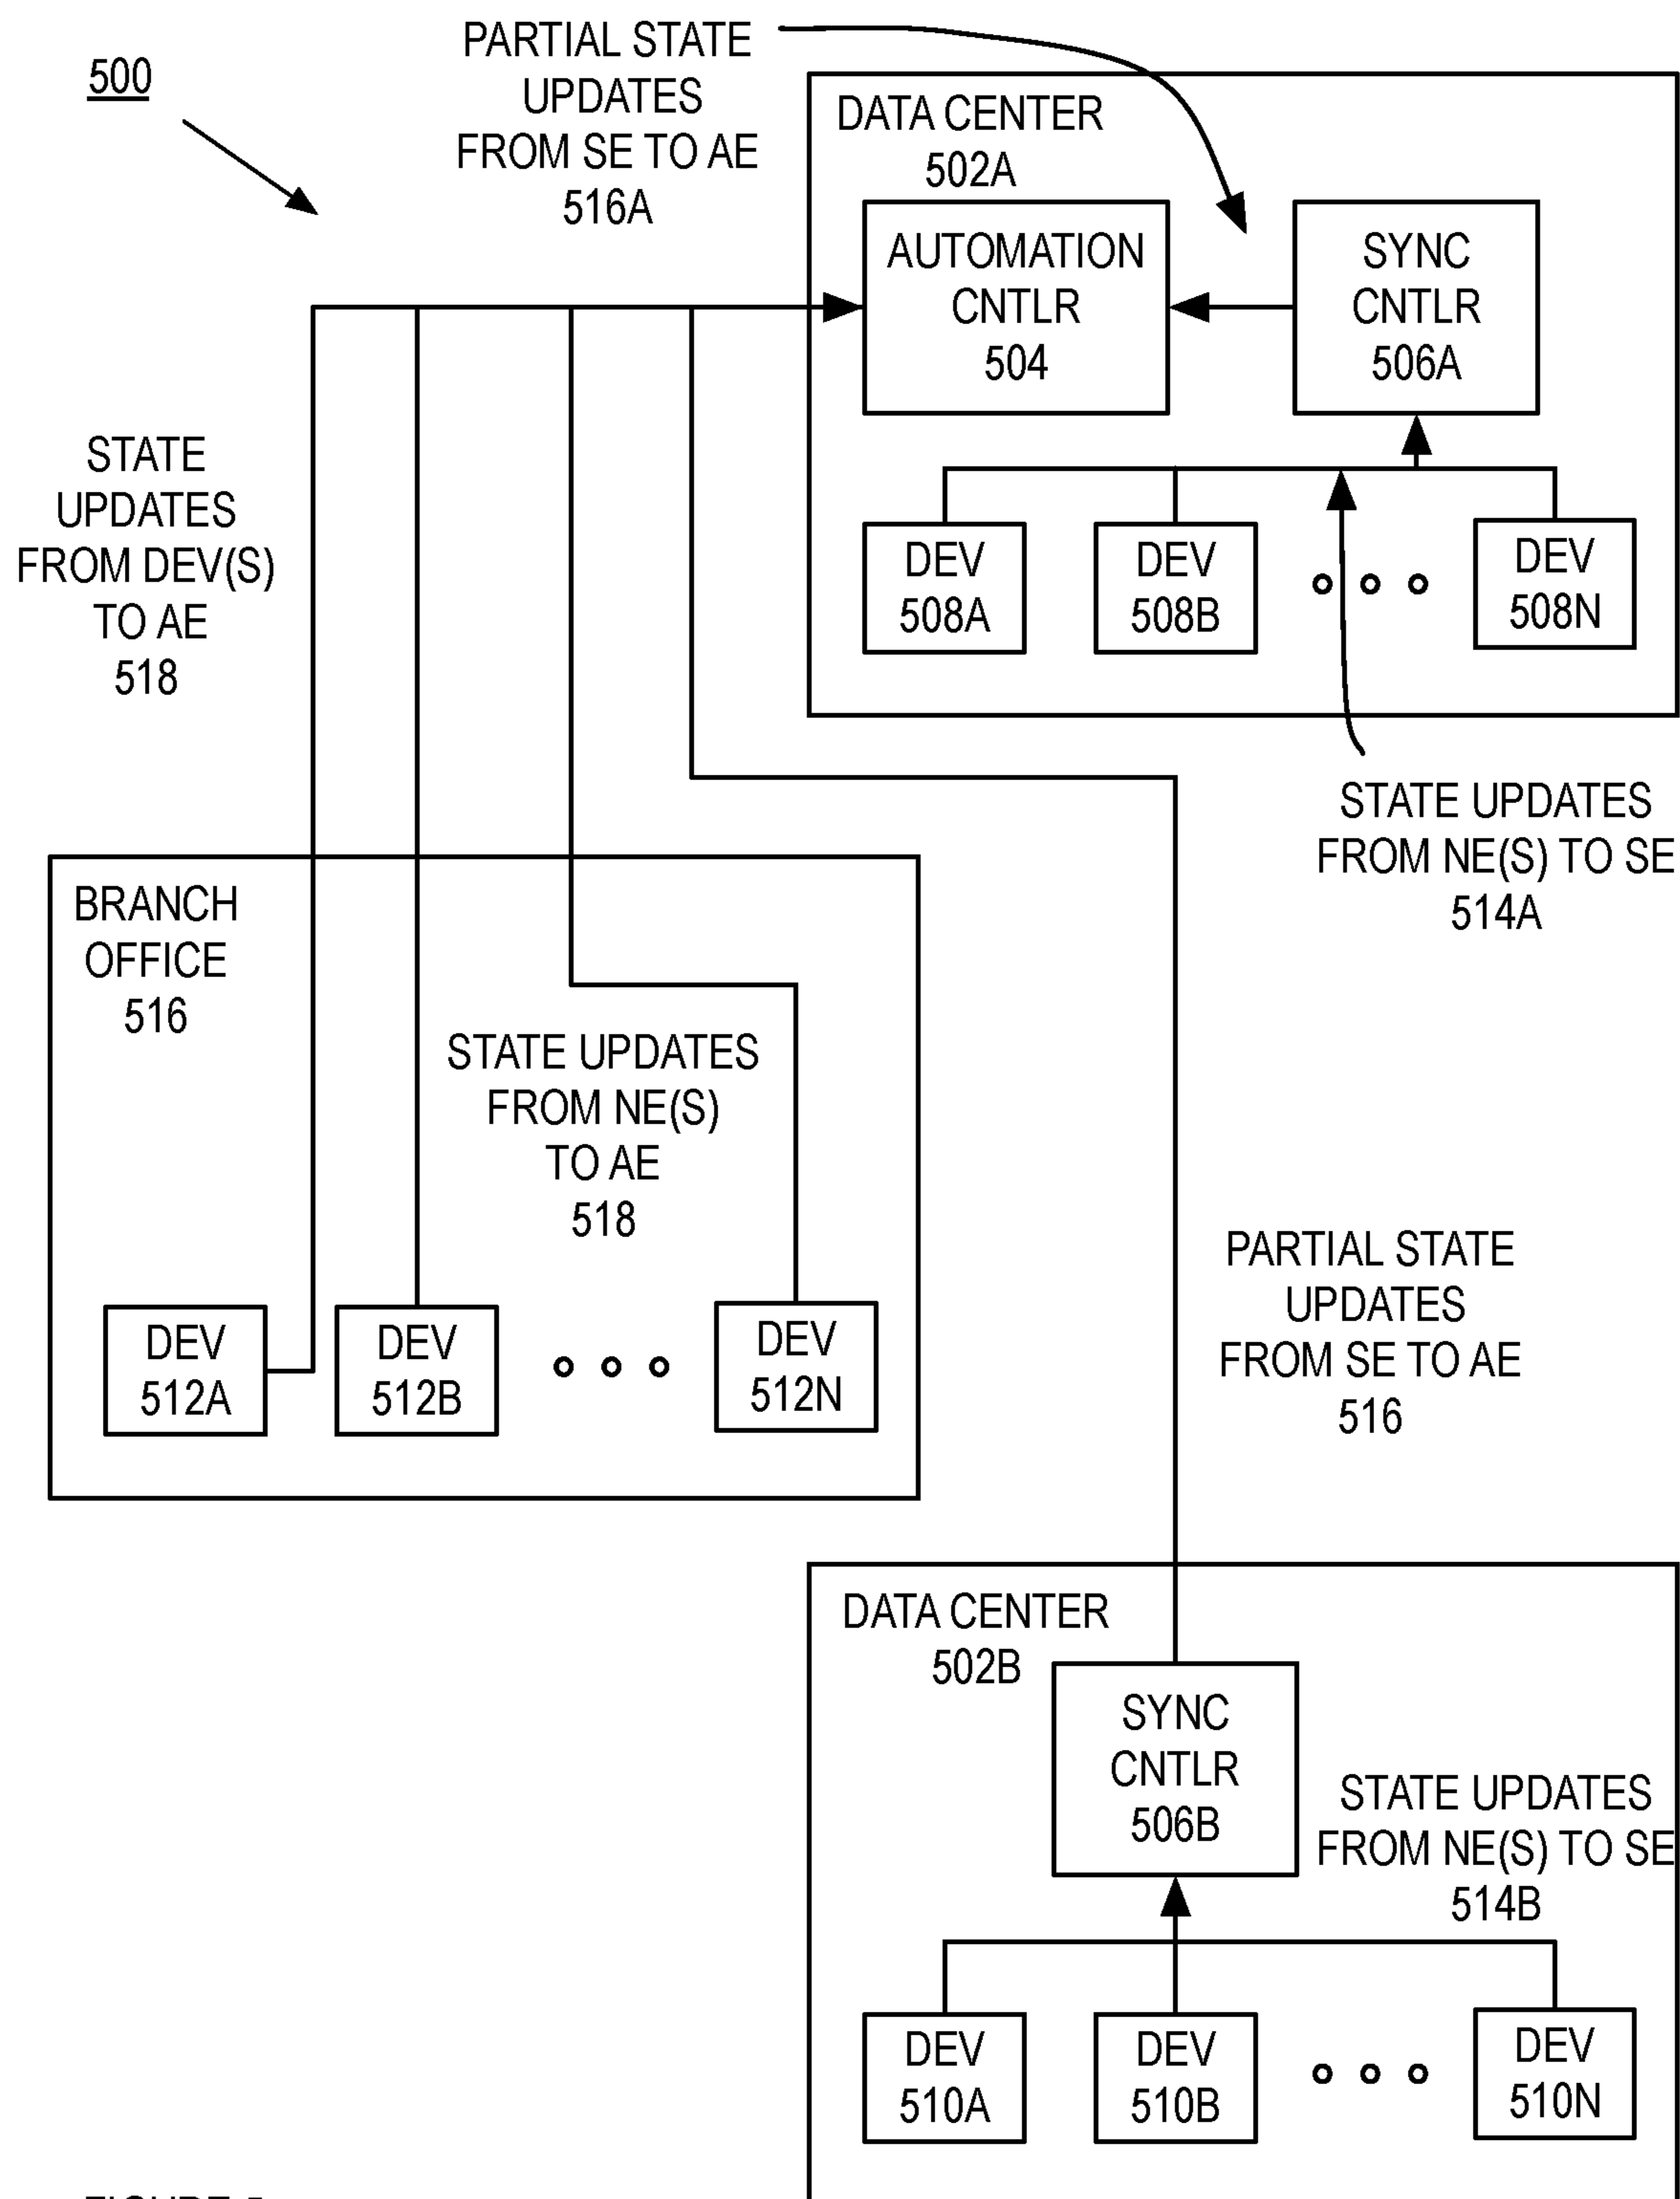 500
PARTIAL STATE
UPDATES
FROM SE TO AE
516A
DATA CENTER
502A
AUTOMATION
CNTLR
504
SYNC
CNTLR
506A
STATE
UPDATES
FROM DEV(S)
TO AE
518
DEV
508A
DEV
508B
DEV
508N
STATE UPDATES
FROM NE(S) TO SE
514A
BRANCH
OFFICE
516
STATE UPDATES
FROM NE(S)
TO AE
518
DEV
512A
DEV
512B
DEV
512N
PARTIAL STATE
UPDATES
FROM SE TO AE
516
DATA CENTER
502B
SYNC
CNTLR
506B
STATE UPDATES
FROM NE(S) TO SE
514B
DEV
510A
DEV
510B
DEV
510N